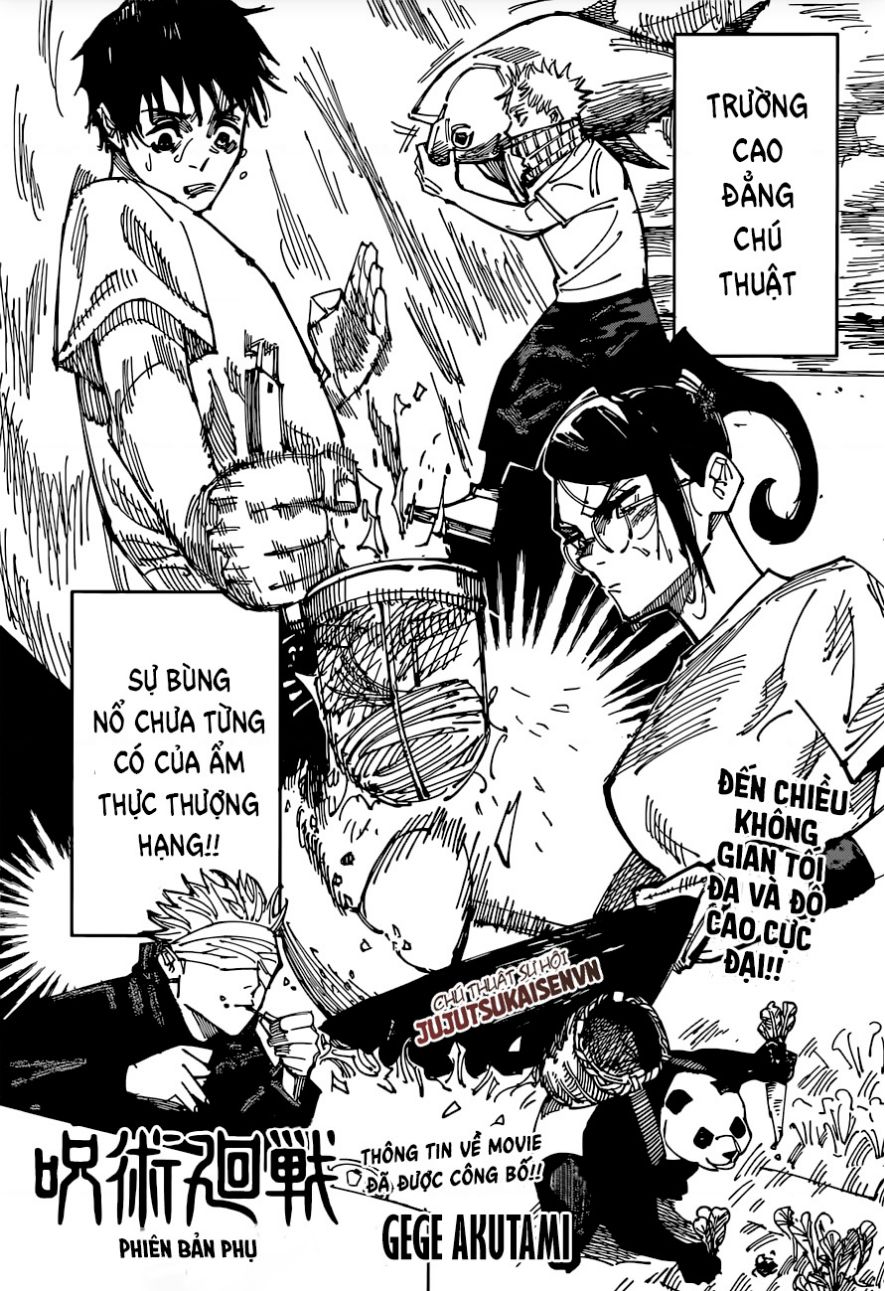 TRƯỜNG
CAO
ĐẲNG
CHÚ
THUẬT
SỰ BÙNG
NỔ CHƯA TỪNG
CÓ CỦA ẨM
THỰC THƯỢNG
HẠNG!!
ĐẾN CHIỀU
KHÔNG
GIAN TỐI
ĐA VÀ ĐỘ
CAO CỰC
ĐẠI!!
CHÚ THUẬT SƯ HỘI
JUJUTSUKAISENVN
呪術廻戦
PHIÊN BẢN PHỤ
THÔNG TIN VỀ MOVIE
ĐÃ ĐƯỢC CÔNG BỐ!!
GEGE AKUTAMI